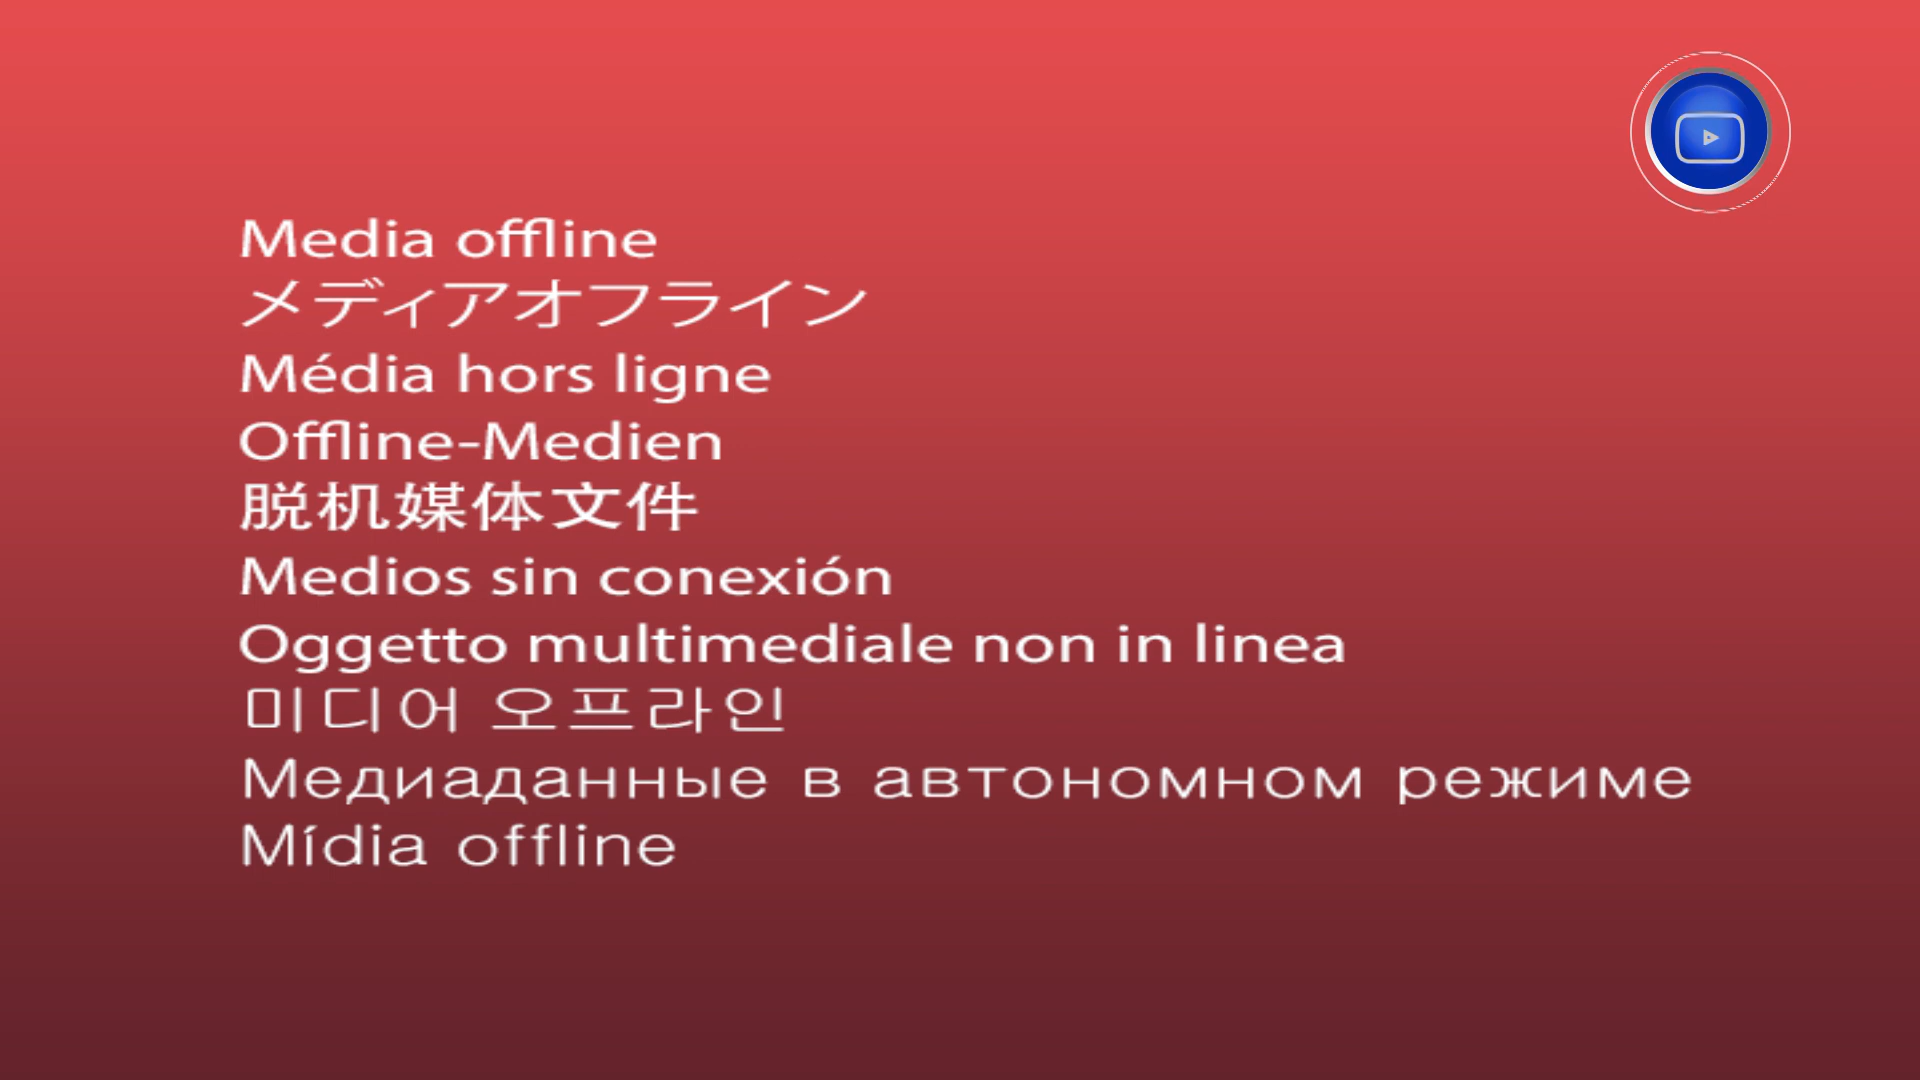 Media offline
メディアオフライン
Média hors ligne
Offline-Medien
脱机媒体文件
Medios sin conexión
Oggetto multimediale non in linea
미디어 오프라인
Медиаданные в автономном режиме
Mídia offline